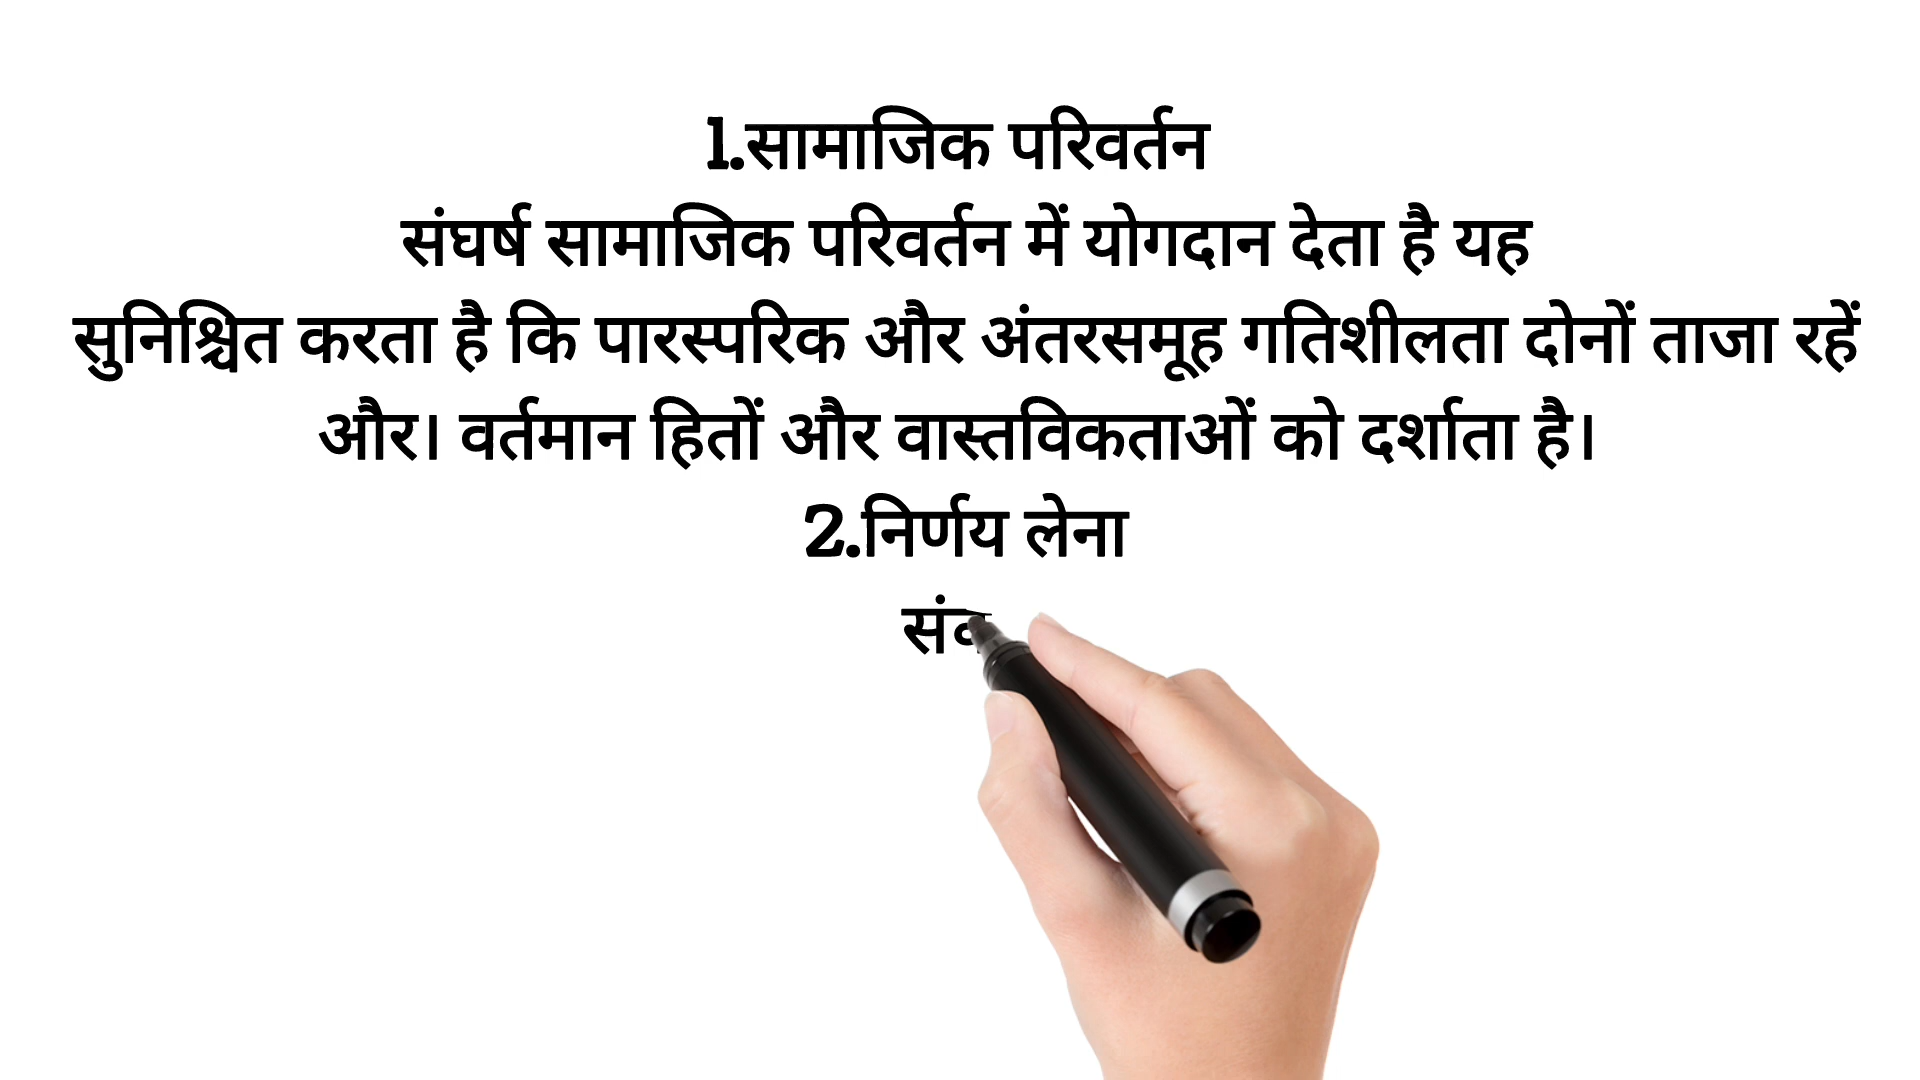 1.सामाजिक परिवर्तन
संघर्ष सामाजिक परिवर्तन में योगदान देता है यह
सुनिश्चित करता है कि पारस्परिक और अंतरसमूह गतिशीलता दोनों ताजा रहें
और। वर्तमान हितों और वास्तविकताओं को दर्शाता है।
2.निर्णय लेना